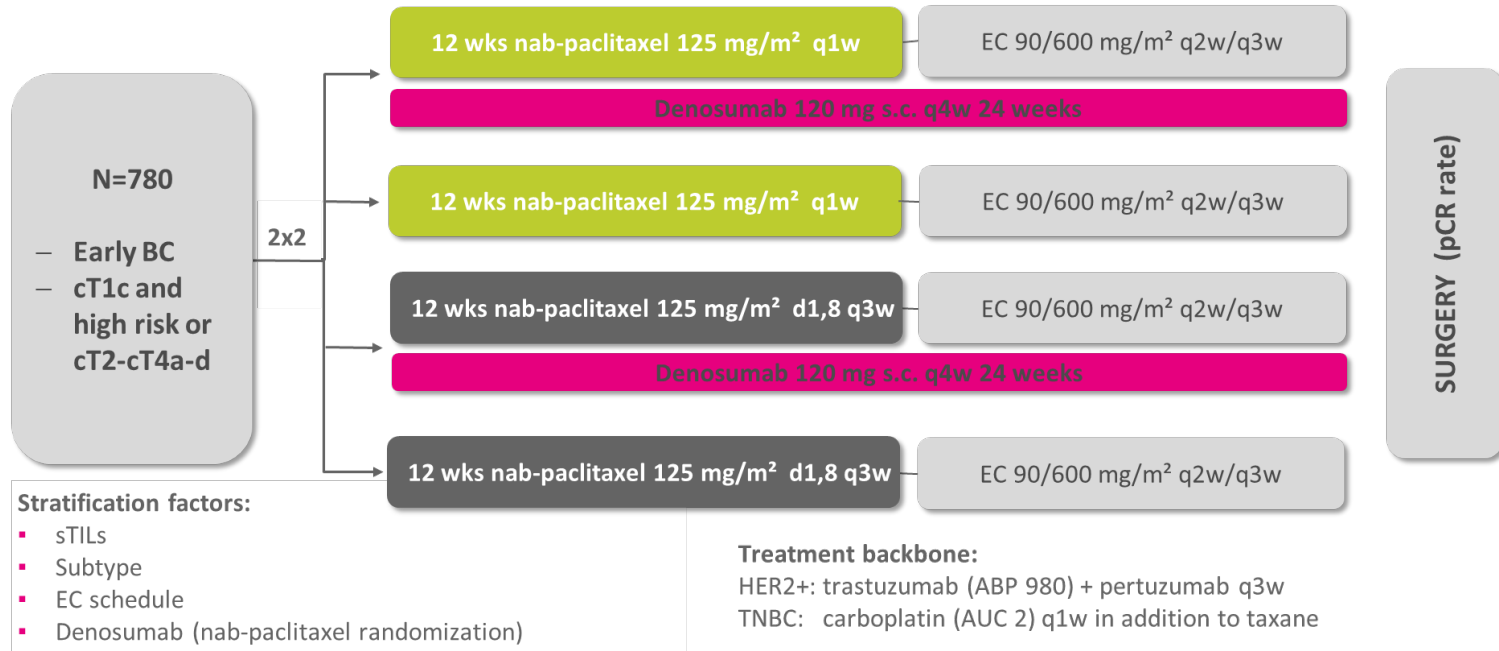 N=780
– Early BC
– cT1c and
high risk or
cT2-cT4a-d
2x2
12 wks nab-paclitaxel 125 mg/m² q1w
EC 90/600 mg/m² q2w/q3w
Denosumab 120 mg s.c. q4w 24 weeks
12 wks nab-paclitaxel 125 mg/m² q1w
EC 90/600 mg/m² q2w/q3w
12 wks nab-paclitaxel 125 mg/m² d1,8 q3w
EC 90/600 mg/m² q2w/q3w
Denosumab 120 mg s.c. q4w 24 weeks
12 wks nab-paclitaxel 125 mg/m² d1,8 q3w
EC 90/600 mg/m² q2w/q3w
SURGERY (pCR rate)
Stratification factors:
▪ sTILs
▪ Subtype
▪ EC schedule
▪ Denosumab (nab-paclitaxel randomization)
Treatment backbone:
HER2+: trastuzumab (ABP 980) + pertuzumab q3w
TNBC: carboplatin (AUC 2) q1w in addition to taxane